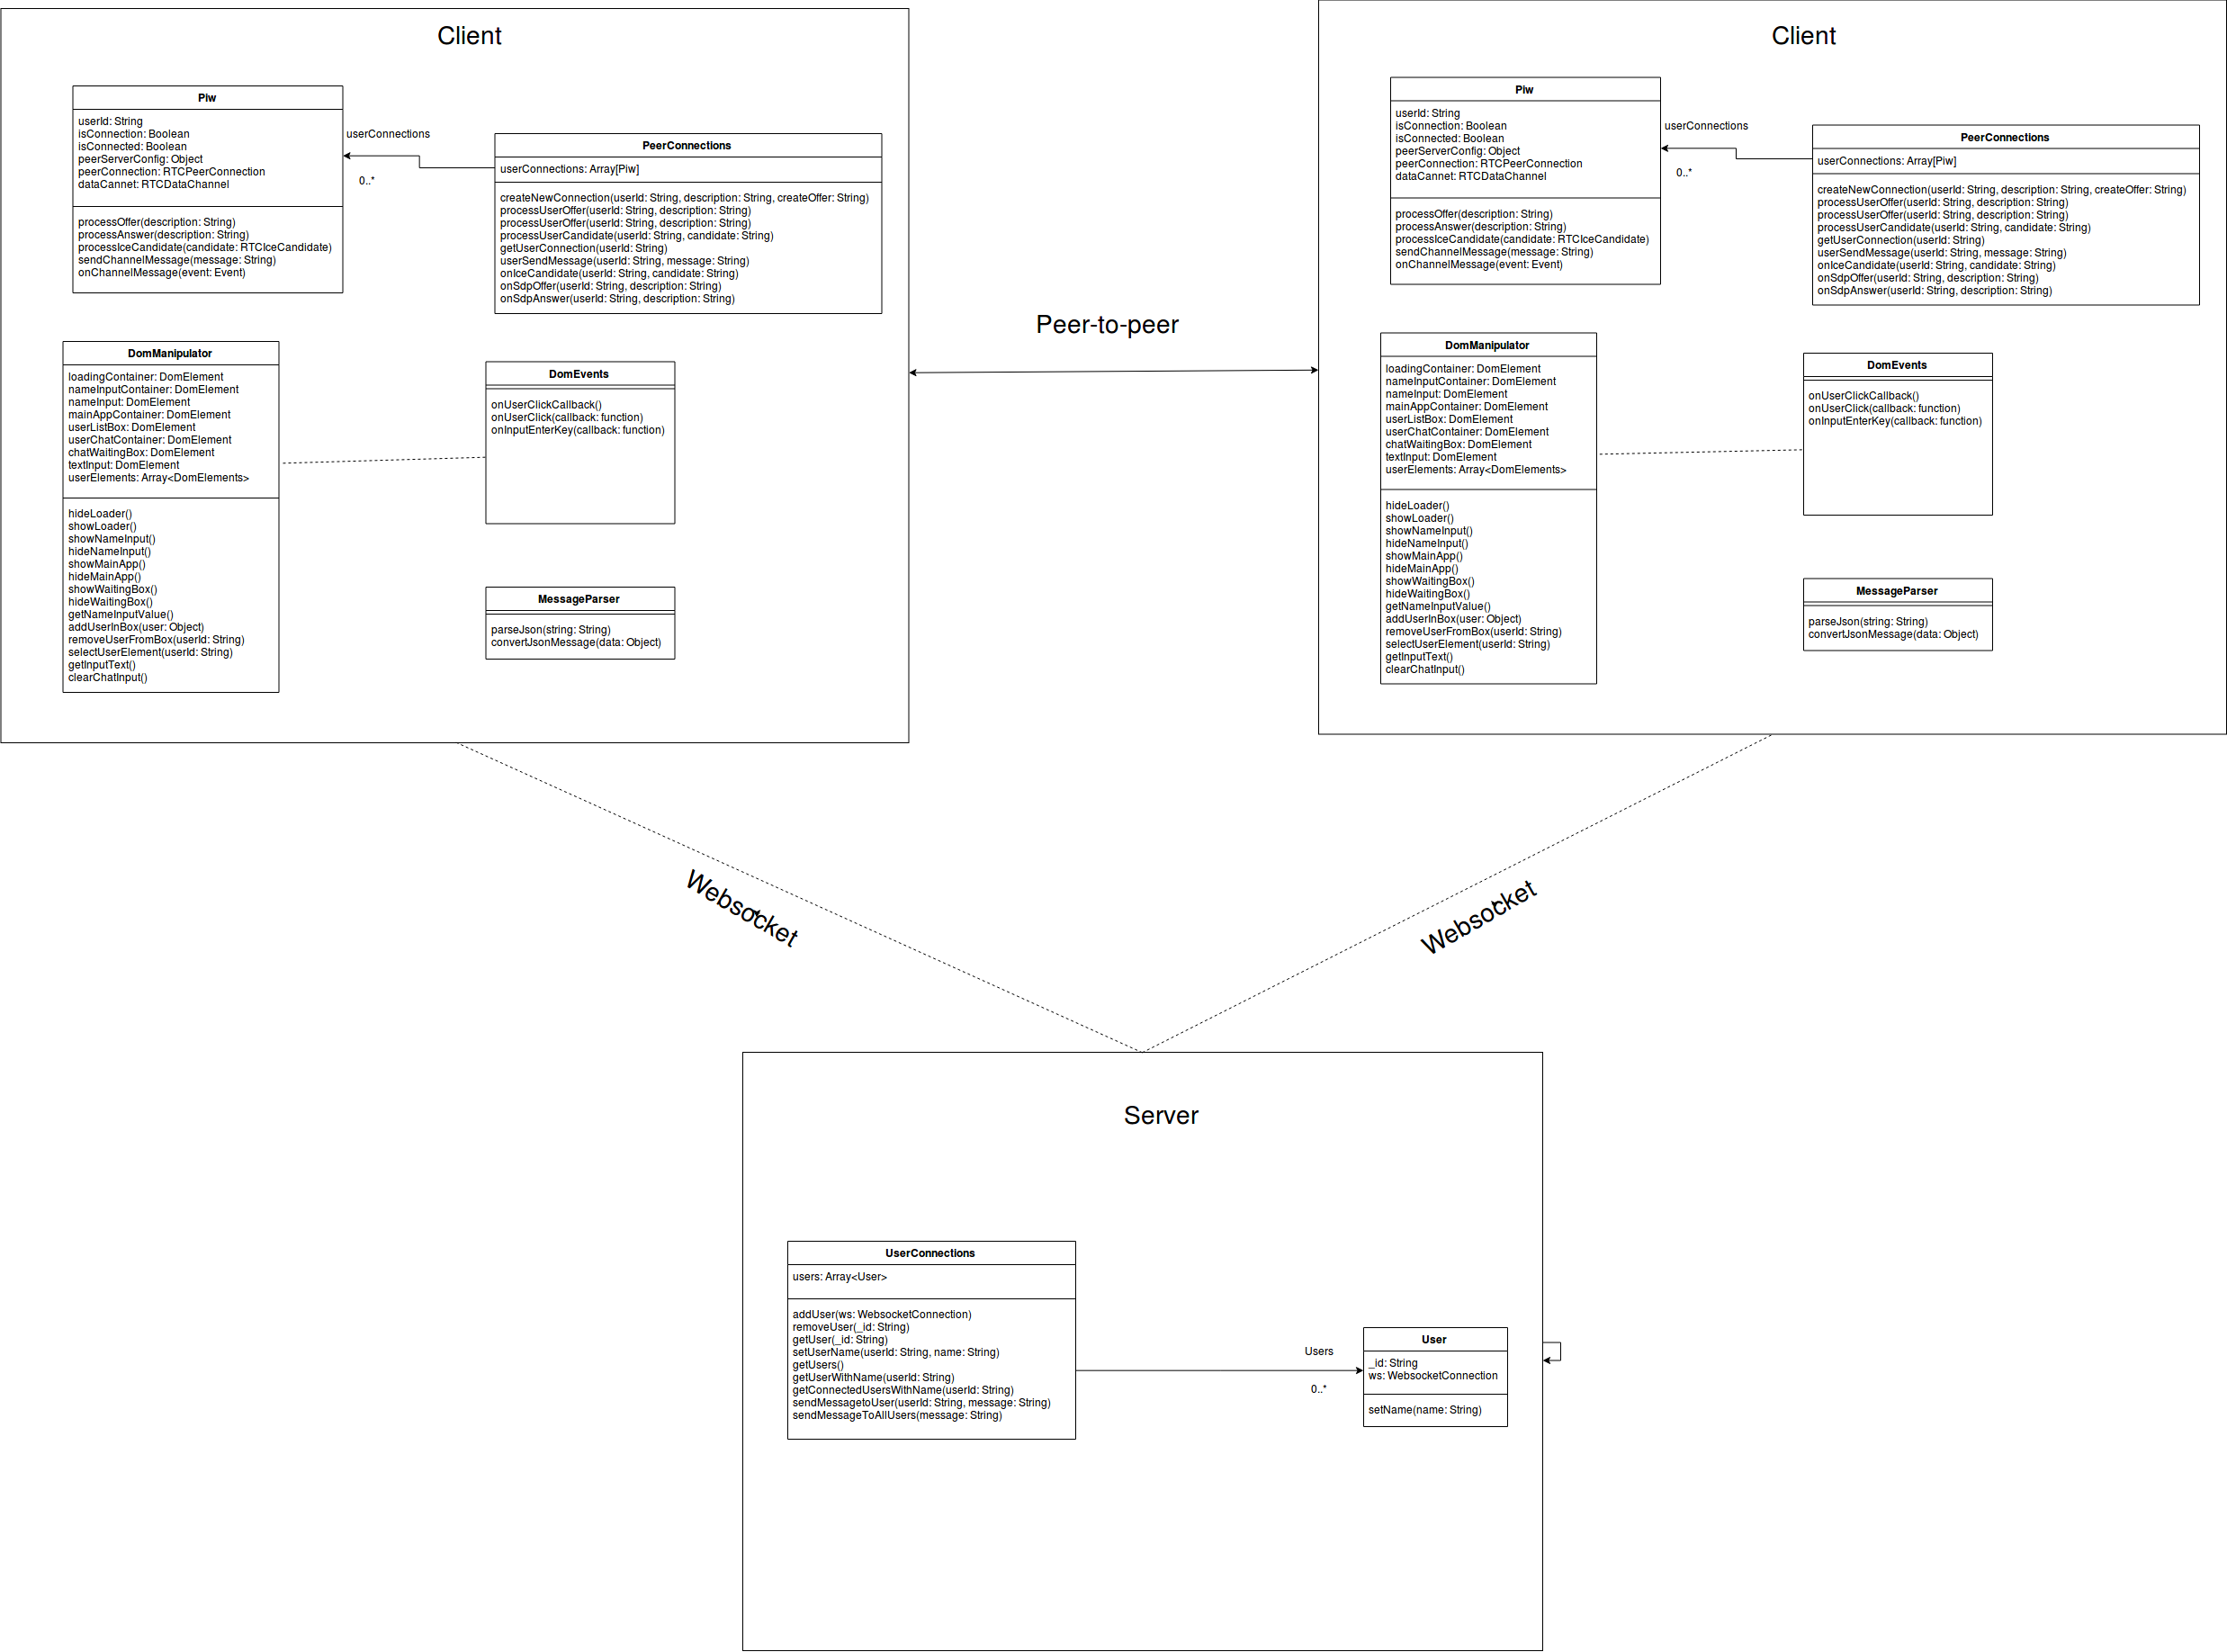 Client
Piw
userId: String
isConnection: Boolean
isConnected: Boolean
peerServerConfig: Object
peerConnection: RTCPeerConnection
dataCannet: RTCDataChannel
processOffer(description: String)
processAnswer(description: String)
processIceCandidate(candidate: RTCIceCandidate)
sendChannelMessage(message: String)
onChannelMessage(event: Event)
userConnections
0..*
PeerConnections
userConnections: Array[Piw]
createNewConnection(userId: String, description: String, createOffer: String)
processUserOffer(userId: String, description: String)
processUserOffer(userId: String, description: String)
processUserCandidate(userId: String, candidate: String)
getUserConnection(userId: String)
userSendMessage(userId: String, message: String)
onIceCandidate(userId: String, candidate: String)
onSdpOffer(userId: String, description: String)
onSdpAnswer(userId: String, description: String)
DomManipulator
loadingContainer: DomElement
nameInputContainer: DomElement
nameInput: DomElement
mainAppContainer: DomElement
userListBox: DomElement
userChatContainer: DomElement
chatWaitingBox: DomElement
textInput: DomElement
userElements: Array<DomElements>
hideLoader()
showLoader()
showNameInput()
hideNameInput()
showMainApp()
hideMainApp()
showWaitingBox()
hideWaitingBox()
getNameInputValue()
addUserInBox(user: Object)
removeUserFromBox(userId: String)
selectUserElement(userId: String)
getInputText()
clearChatInput()
DomEvents
onUserClickCallback()
onUserClick(callback: function)
onInputEnterKey(callback: function)
MessageParser
parseJson(string: String)
convertJsonMessage(data: Object)
Peer-to-peer
Client
Piw
userId: String
isConnection: Boolean
isConnected: Boolean
peerServerConfig: Object
peerConnection: RTCPeerConnection
dataCannet: RTCDataChannel
processOffer(description: String)
processAnswer(description: String)
processIceCandidate(candidate: RTCIceCandidate)
sendChannelMessage(message: String)
onChannelMessage(event: Event)
userConnections
0..*
PeerConnections
userConnections: Array[Piw]
createNewConnection(userId: String, description: String, createOffer: String)
processUserOffer(userId: String, description: String)
processUserOffer(userId: String, description: String)
processUserCandidate(userId: String, candidate: String)
getUserConnection(userId: String)
userSendMessage(userId: String, message: String)
onIceCandidate(userId: String, candidate: String)
onSdpOffer(userId: String, description: String)
onSdpAnswer(userId: String, description: String)
DomManipulator
loadingContainer: DomElement
nameInputContainer: DomElement
nameInput: DomElement
mainAppContainer: DomElement
userListBox: DomElement
userChatContainer: DomElement
chatWaitingBox: DomElement
textInput: DomElement
userElements: Array<DomElements>
hideLoader()
showLoader()
showNameInput()
hideNameInput()
showMainApp()
hideMainApp()
showWaitingBox()
hideWaitingBox()
getNameInputValue()
addUserInBox(user: Object)
removeUserFromBox(userId: String)
selectUserElement(userId: String)
getInputText()
clearChatInput()
DomEvents
onUserClickCallback()
onUserClick(callback: function)
onInputEnterKey(callback: function)
MessageParser
parseJson(string: String)
convertJsonMessage(data: Object)
Websocket
Websocket
Server
UserConnections
users: Array<User>
addUser(ws: WebsocketConnection)
removeUser(_id: String)
getUser(_id: String)
setUserName(userId: String, name: String)
getUsers()
getUserWithName(userId: String)
getConnectedUsersWithName(userId: String)
sendMessagetoUser(userId: String, message: String)
sendMessageToAllUsers(message: String)
Users
0..*
User
_id: String
ws: WebsocketConnection
setName(name: String)